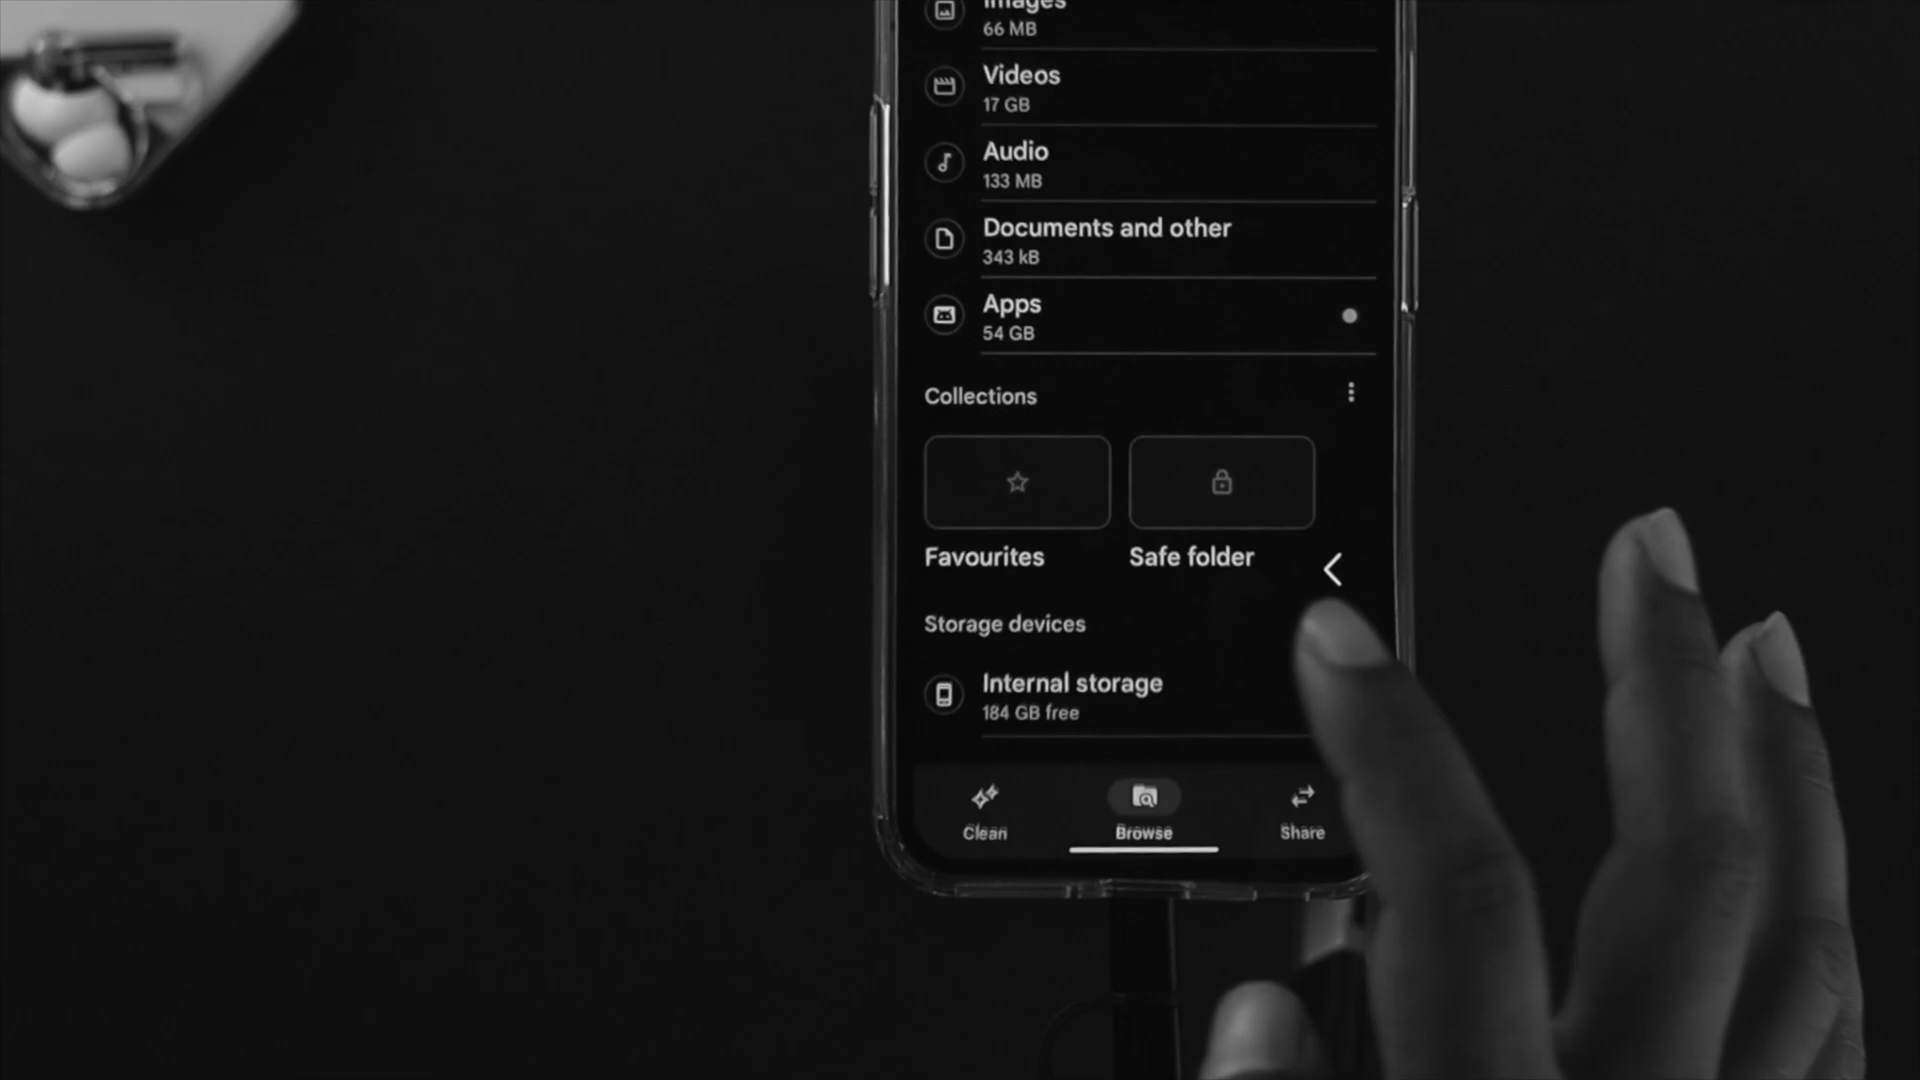 Images
66 MB
Videos
17 GB
Audio
133 MB
Documents and other
343 kB
Apps
54 GB
Collections
Favourites
Safe folder
Storage devices
Internal storage
184 GB free
Clean
Browse
Share